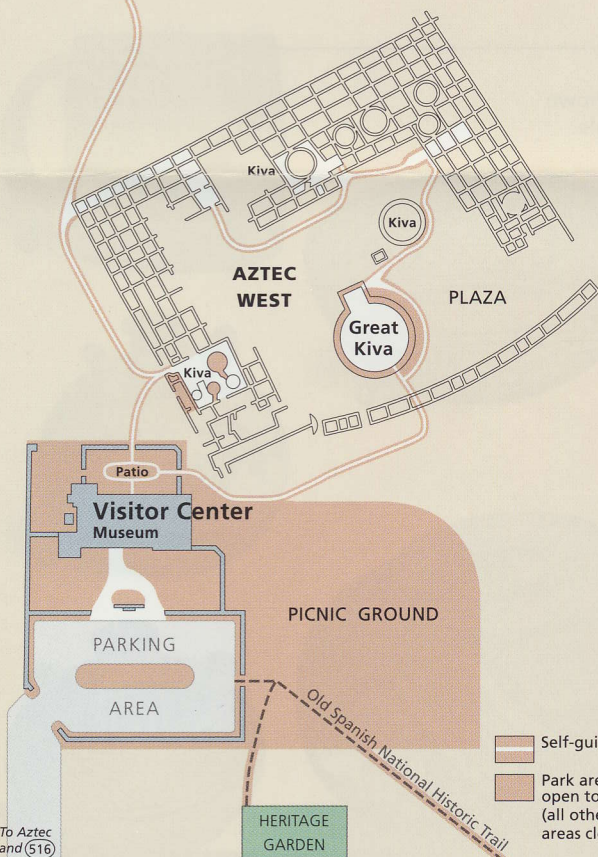 Kiva
Kiva
AZTEC
WEST
PLAZA
Great
Kiva
Kiva
Patio
Visitor Center
Museum
PICNIC GROUND
PARKING
AREA
Old Spanish National Historic Trail
Self-gui
Park are
open to
(all othe
areas cl
To Aztec
and 516
HERITAGE
GARDEN